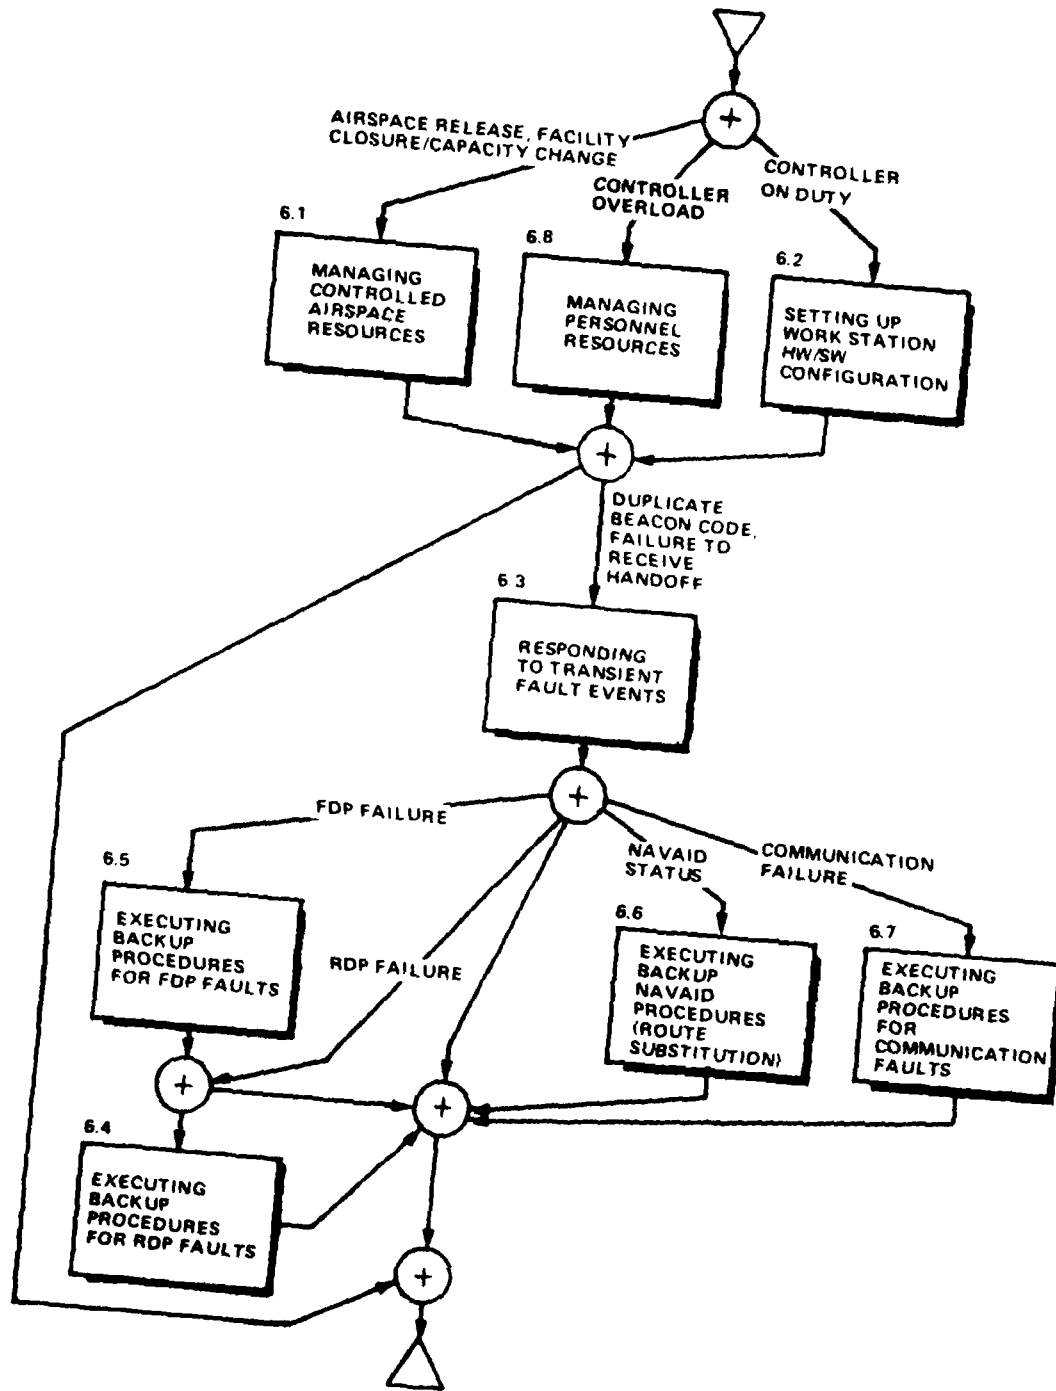 +
AIRSPACE RELEASE, FACILITY
CLOSURE/CAPACITY CHANGE
CONTROLLER
OVERLOAD
CONTROLLER
ON DUTY
6.1
MANAGING
CONTROLLED
AIRSPACE
RESOURCES
6.8
MANAGING
PERSONNEL
RESOURCES
6.2
SETTING UP
WORK STATION
HW/SW
CONFIGURATION
+
DUPLICATE
BEACON CODE,
FAILURE TO
RECEIVE
HANDOFF
6.3
RESPONDING
TO TRANSIENT
FAULT EVENTS
+
FDP FAILURE
RDP FAILURE
NAVAID
STATUS
COMMUNICATION
FAILURE
6.5
EXECUTING
BACKUP
PROCEDURES
FOR FDP FAULTS
6.6
EXECUTING
BACKUP
NAVAID
PROCEDURES
(ROUTE
SUBSTITUTION)
6.7
EXECUTING
BACKUP
PROCEDURES
FOR
COMMUNICATION
FAULTS
+
+
6.4
EXECUTING
BACKUP
PROCEDURES
FOR RDP FAULTS
+